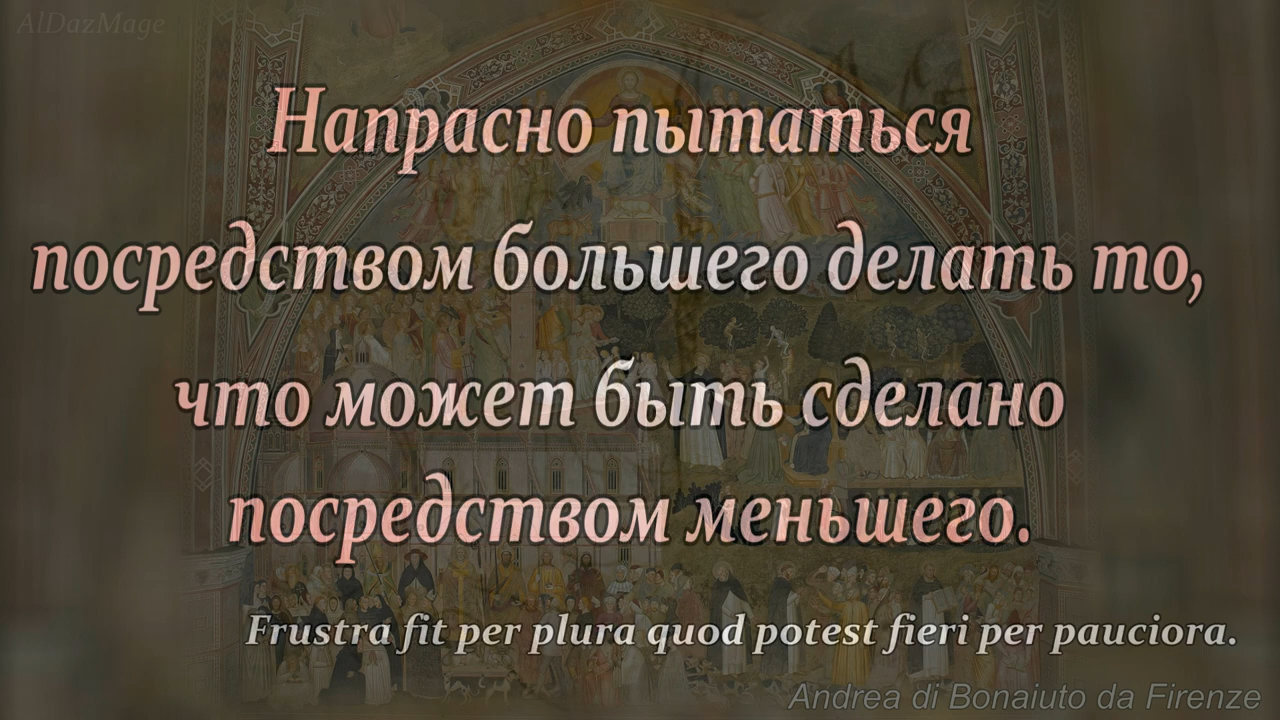 AlDazMage
Напрасно пытаться
посредством большего делать то,
что может быть сделано
посредством меньшего.
Frustra fit per plura quod potest fieri per pauciora.
Andrea di Bonaiuto da Firenze